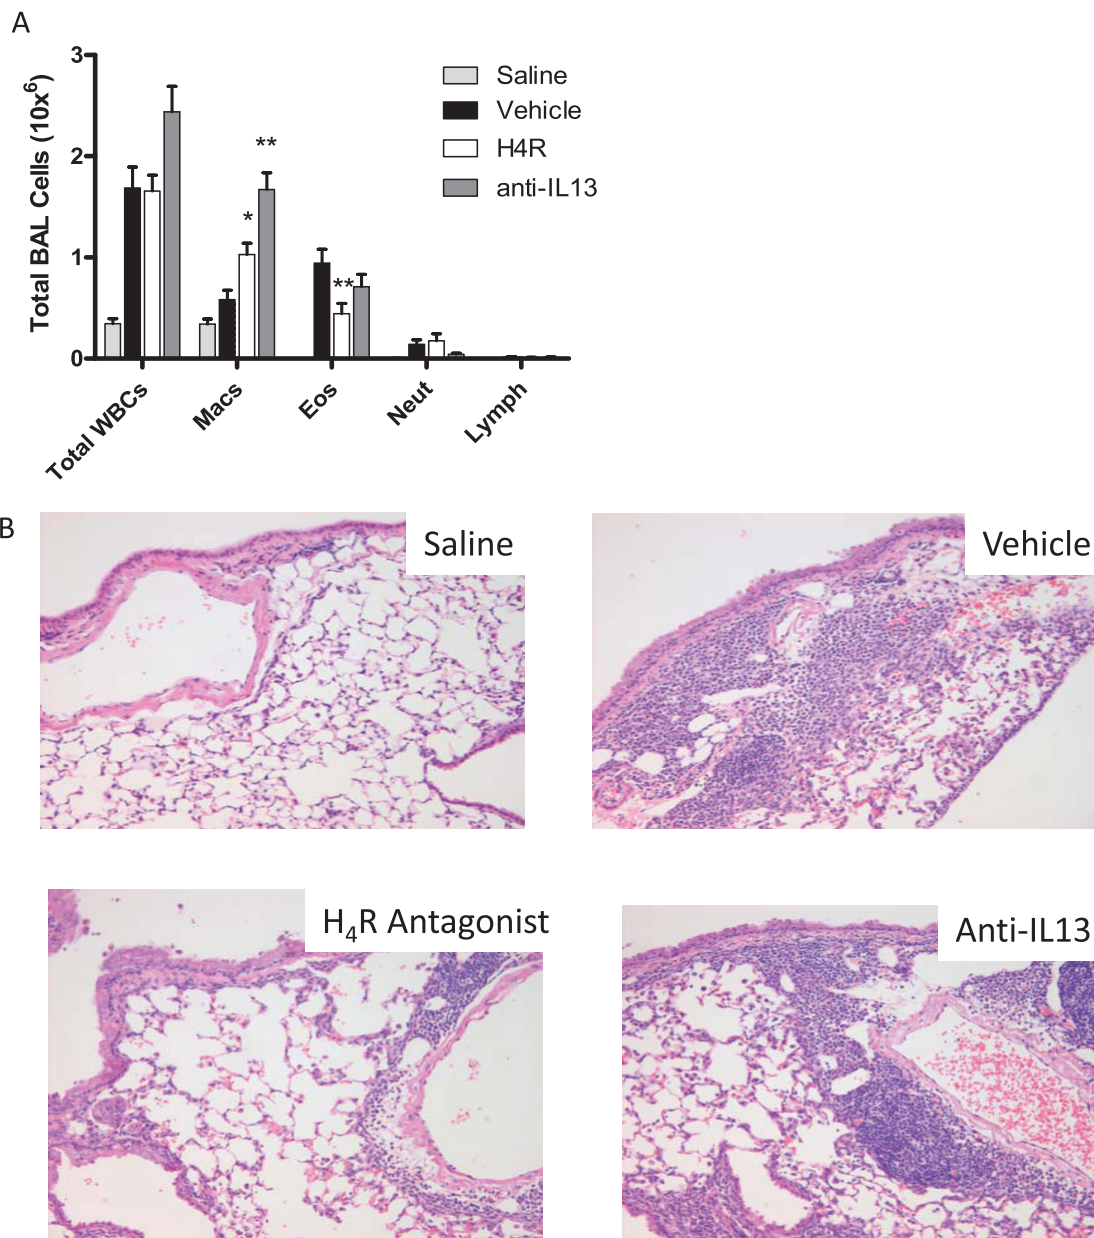 A
3
2
1
0
Total BAL Cells (10x⁶)
Saline
Vehicle
H4R
anti-IL13
*
**
**
Total WBCs
Macs
Eos
Neut
Lymph
B
Saline
Vehicle
H₄R Antagonist
Anti-IL13